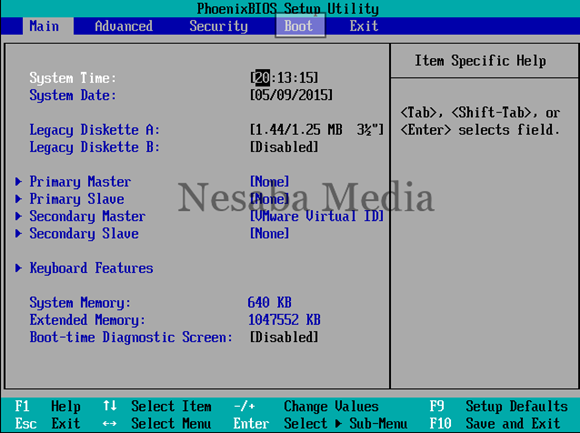 PhoenixBIOS Setup Utility
Main Advanced Security Boot Exit
Item Specific Help
System Time: [20:13:15]
System Date: [05/09/2015]
<Tab>, <Shift-Tab>, or
<Enter> selects field.
Legacy Diskette A: [1.44/1.25 MB 3½"]
Legacy Diskette B: [Disabled]
Primary Master [None]
Primary Slave [None]
Secondary Master [VMware Virtual ID]
Secondary Slave [None]
Nesaba Media
Keyboard Features
System Memory: 640 KB
Extended Memory: 1047552 KB
Boot-time Diagnostic Screen: [Disabled]
F1 Help ↑↓ Select Item -/+ Change Values F9 Setup Defaults
Esc Exit ↔ Select Menu Enter Select ▶ Sub-Menu F10 Save and Exit